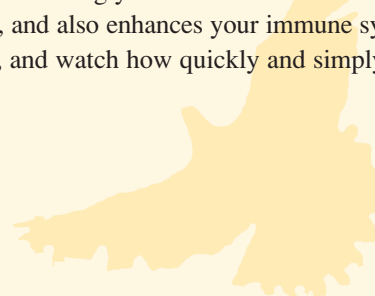 , and also enhances your immune
, and watch how quickly and simply